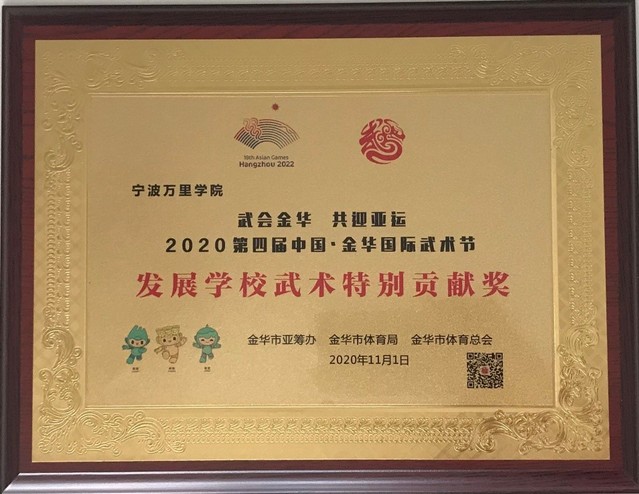 19th Asian Games
Hangzhou 2022
宁波万里学院
武会金华 共迎亚运
2020第四届中国·金华国际武术节
发展学校武术特别贡献奖
金华市亚筹办 金华市体育局 金华市体育总会
2020年11月1日